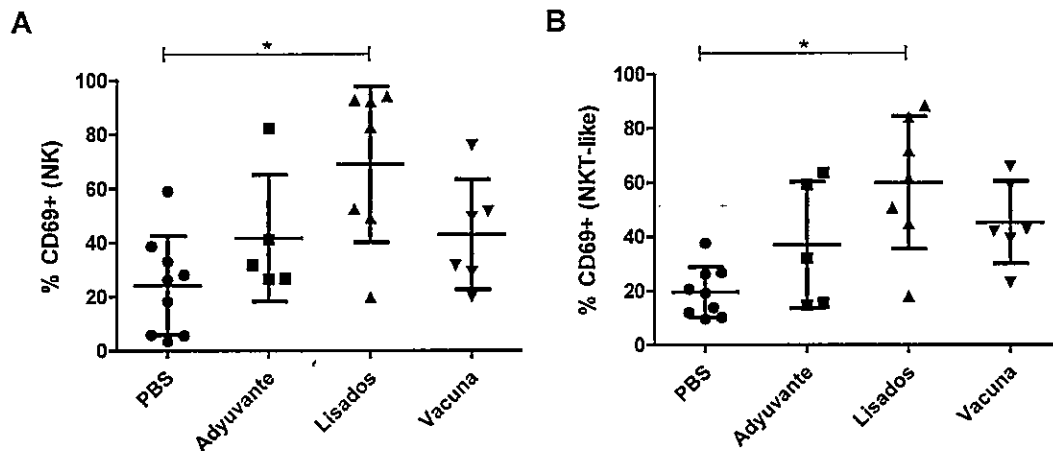 A
*
% CD69+ (NK)
100
80
60
40
20
0
PBS
Adyuvante
Lisados
Vacuna
B
*
% CD69+ (NKT-like)
100
80
60
40
20
0
PBS
Adyuvante
Lisados
Vacuna